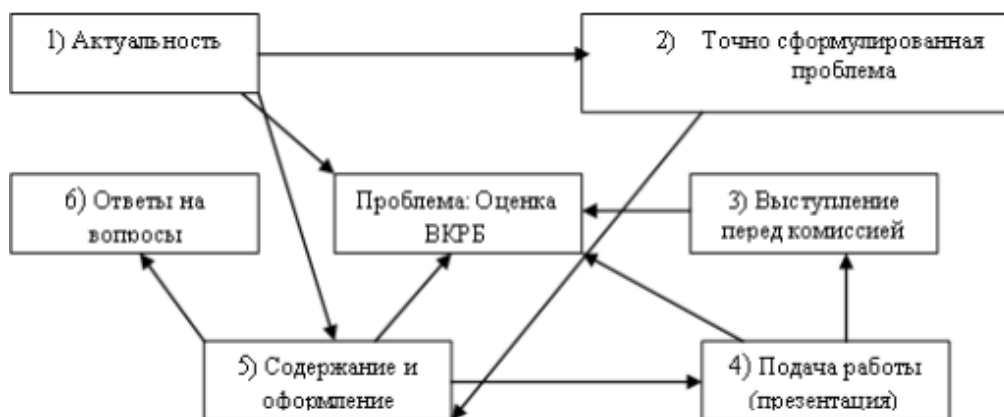 1) Актуальность
2) Точно сформулированная
проблема
6) Ответы на
вопросы
Проблема: Оценка
ВКРБ
3) Выступление
перед комиссией
5) Содержание и
оформление
4) Подача работы
(презентация)